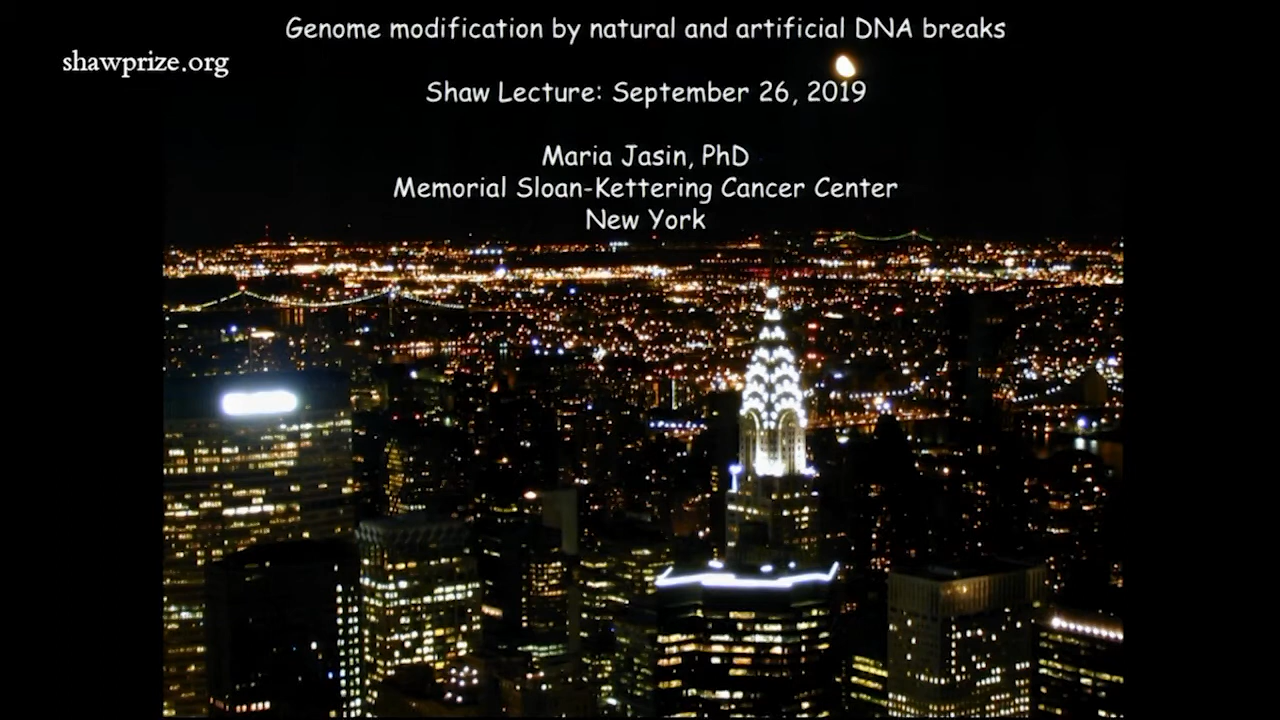 Genome modification by natural and artificial DNA breaks
shawprize.org
Shaw Lecture: September 26, 2019
Maria Jasin, PhD
Memorial Sloan-Kettering Cancer Center
New York